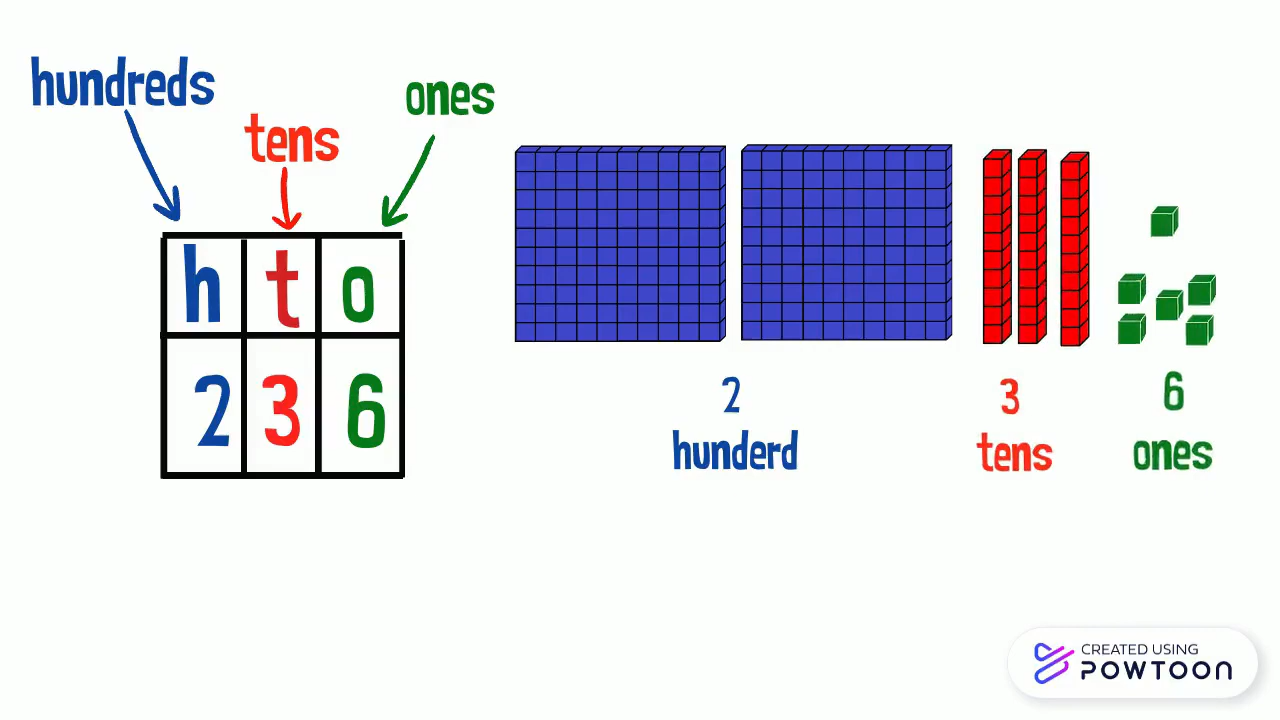 hundreds
tens
ones
h t o
2 3 6
2
hunderd
3
tens
6
ones
CREATED USING
POWTOON